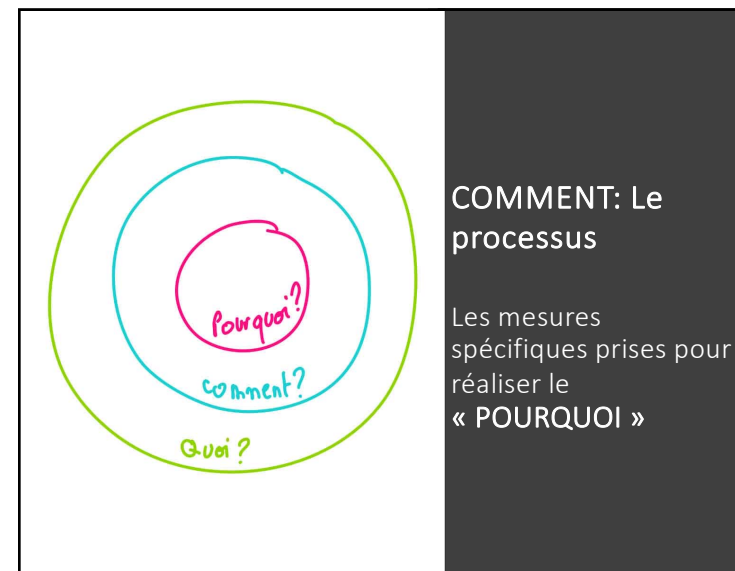 Pourquoi?
comment?
Quoi?
COMMENT: Le
processus
Les mesures
spécifiques prises pour
réaliser le
« POURQUOI »